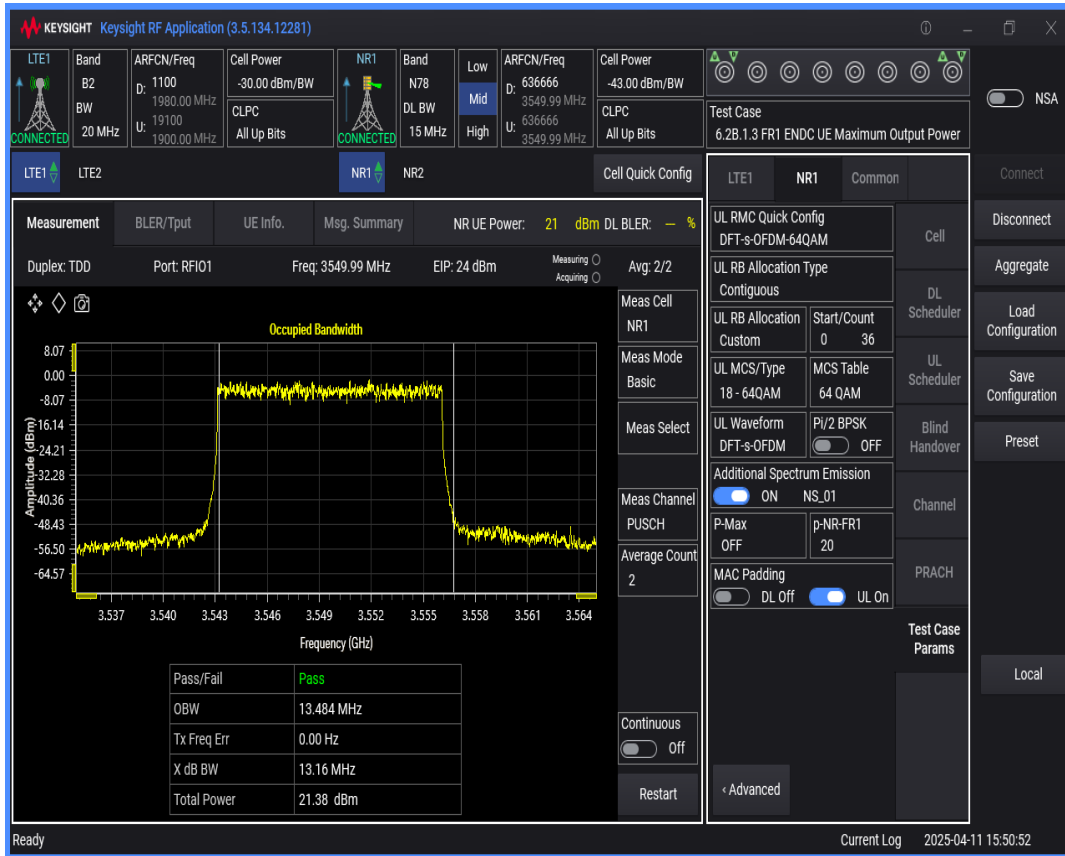 KEYSIGHT Keysight RF Application (3.5.134.12281)
LTE1
CONNECTED
Band
B2
BW
20 MHz
ARFCN/Freq
D: 1100
1980.00 MHz
U: 19100
1900.00 MHz
Cell Power
-30.00 dBm/BW
CLPC
All Up Bits
NR1
CONNECTED
Band
N78
DL BW
15 MHz
Low
Mid
High
ARFCN/Freq
D: 636666
3549.99 MHz
U: 636666
3549.99 MHz
Cell Power
-43.00 dBm/BW
CLPC
All Up Bits
Test Case
6.2B.1.3 FR1 ENDC UE Maximum Output Power
NSA
LTE1 LTE2 NR1 NR2 Cell Quick Config
Measurement BLER/Tput UE Info. Msg. Summary NR UE Power: 21 dBm DL BLER: — %
Duplex: TDD Port: RFIO1 Freq: 3549.99 MHz EIP: 24 dBm Measuring Avg: 2/2
Acquiring
Occupied Bandwidth
8.07
0.00
-8.07
-16.14
-24.21
-32.28
-40.36
-48.43
-56.50
-64.57
Amplitude (dBm)
3.537 3.540 3.543 3.546 3.549 3.552 3.555 3.558 3.561 3.564
Frequency (GHz)
Pass/Fail Pass
OBW 13.484 MHz
Tx Freq Err 0.00 Hz
X dB BW 13.16 MHz
Total Power 21.38 dBm
Meas Cell
NR1
Meas Mode
Basic
Meas Select
Meas Channel
PUSCH
Average Count
2
Continuous
Off
Restart
LTE1 NR1 Common
UL RMC Quick Config
DFT-s-OFDM-64QAM
UL RB Allocation Type
Contiguous
UL RB Allocation
Custom
Start/Count
0 36
UL MCS/Type
18 - 64QAM
MCS Table
64 QAM
UL Waveform
DFT-s-OFDM
Pi/2 BPSK
OFF
Additional Spectrum Emission
ON NS_01
P-Max
OFF
p-NR-FR1
20
MAC Padding
DL Off UL On
‹ Advanced
Cell
DL
Scheduler
UL
Scheduler
Blind
Handover
Channel
PRACH
Test Case
Params
Connect
Disconnect
Aggregate
Load
Configuration
Save
Configuration
Preset
Local
Ready Current Log 2025-04-11 15:50:52